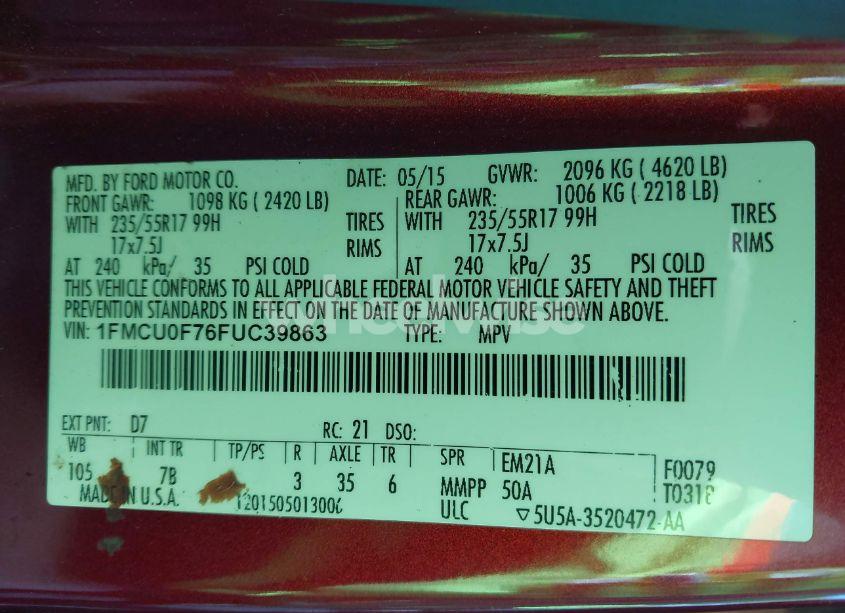 MFD. BY FORD MOTOR CO. DATE: 05/15 GVWR: 2096 KG ( 4620 LB)
FRONT GAWR: 1098 KG ( 2420 LB) REAR GAWR: 1006 KG ( 2218 LB)
WITH 235/55R17 99H TIRES WITH 235/55R17 99H TIRES
17x7.5J RIMS 17x7.5J RIMS
AT 240 kPa/ 35 PSI COLD AT 240 kPa/ 35 PSI COLD
THIS VEHICLE CONFORMS TO ALL APPLICABLE FEDERAL MOTOR VEHICLE SAFETY AND THEFT
PREVENTION STANDARDS IN EFFECT ON THE DATE OF MANUFACTURE SHOWN ABOVE.
VIN: 1FMCU0F76FUC39863 TYPE: MPV
EXT PNT: D7 RC: 21 DSO:
WB INT TR TP/PS R AXLE TR SPR EM21A F0079
105 7B 3 35 6 MMPP 50A T0318
MADE IN U.S.A. ULC ▽5U5A-3520472-AA